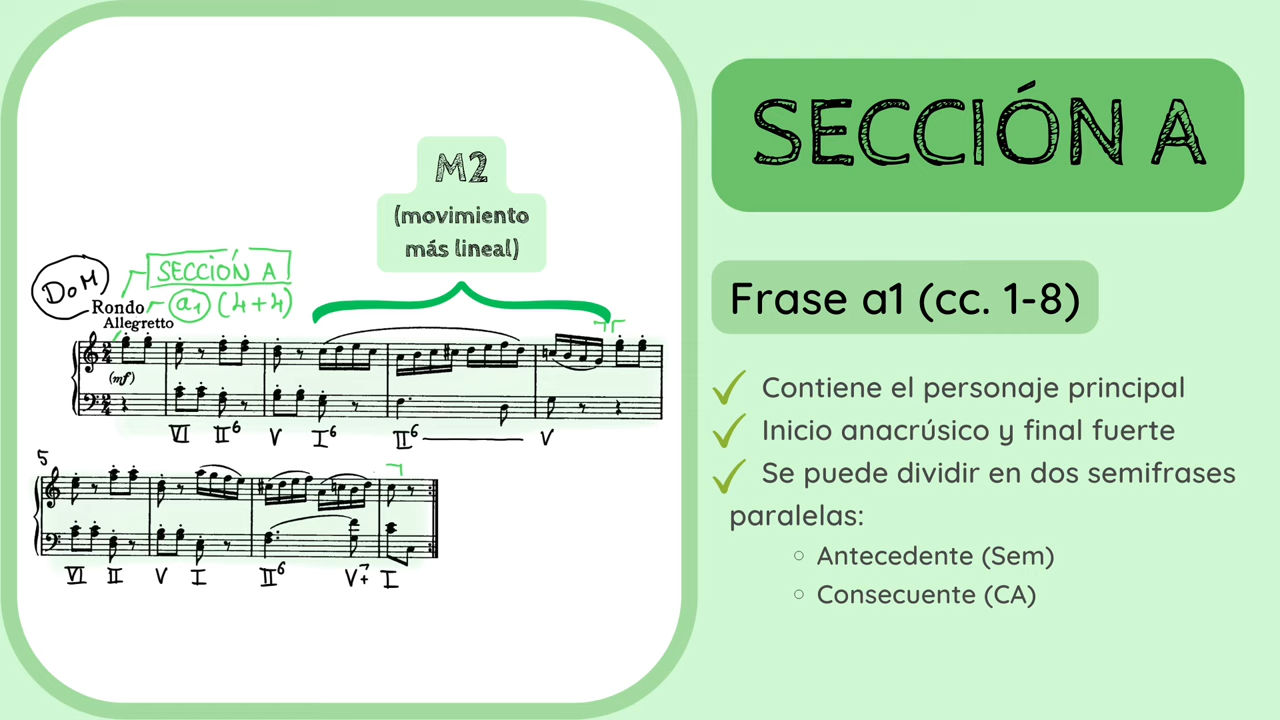 M2
(movimiento
más lineal)
DoM
SECCIÓN A
a1 (4+4)
Rondo
Allegretto
(mf)
VI II6 V I6 II6 V
5
VI II V I II6 V7+ I
SECCIÓN A
Frase a1 (cc. 1-8)
✓ Contiene el personaje principal
✓ Inicio anacrúsico y final fuerte
✓ Se puede dividir en dos semifrases
paralelas:
○ Antecedente (Sem)
○ Consecuente (CA)